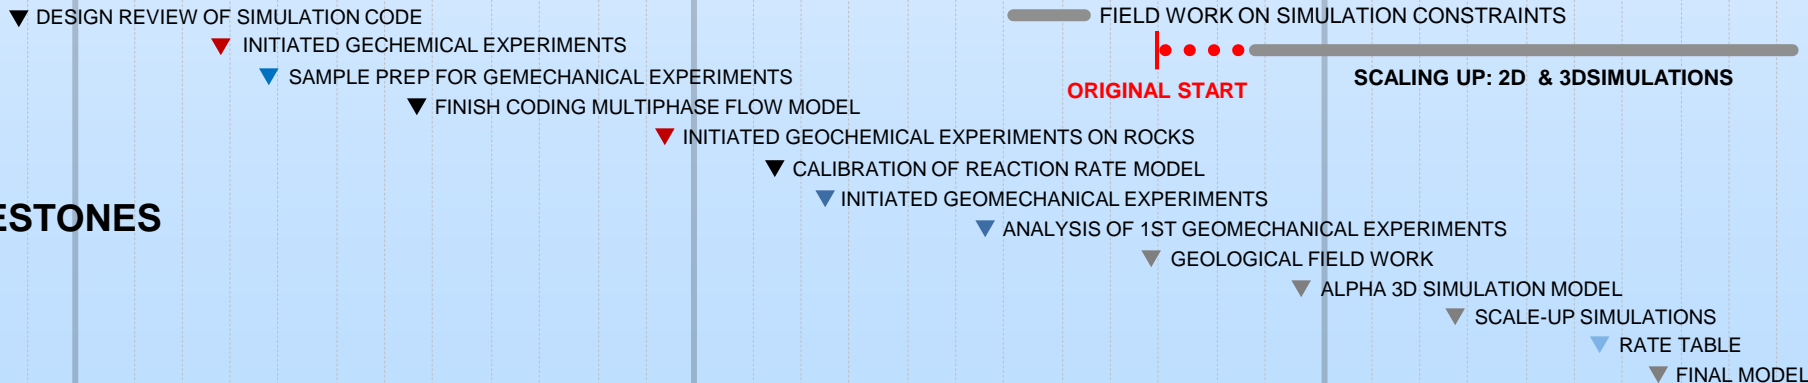 DESIGN REVIEW OF SIMULATION CODE
FIELD WORK ON SIMULATION CONSTRAINTS
INITIATED GECHEMICAL EXPERIMENTS
SAMPLE PREP FOR GEMECHANICAL EXPERIMENTS
SCALING UP: 2D & 3DSIMULATIONS
ORIGINAL START
FINISH CODING MULTIPHASE FLOW MODEL
INITIATED GEOCHEMICAL EXPERIMENTS ON ROCKS
CALIBRATION OF REACTION RATE MODEL
INITIATED GEOMECHANICAL EXPERIMENTS
ESTONES
ANALYSIS OF 1ST GEOMECHANICAL EXPERIMENTS
GEOLOGICAL FIELD WORK
ALPHA 3D SIMULATION MODEL
SCALE-UP SIMULATIONS
RATE TABLE
FINAL MODEL